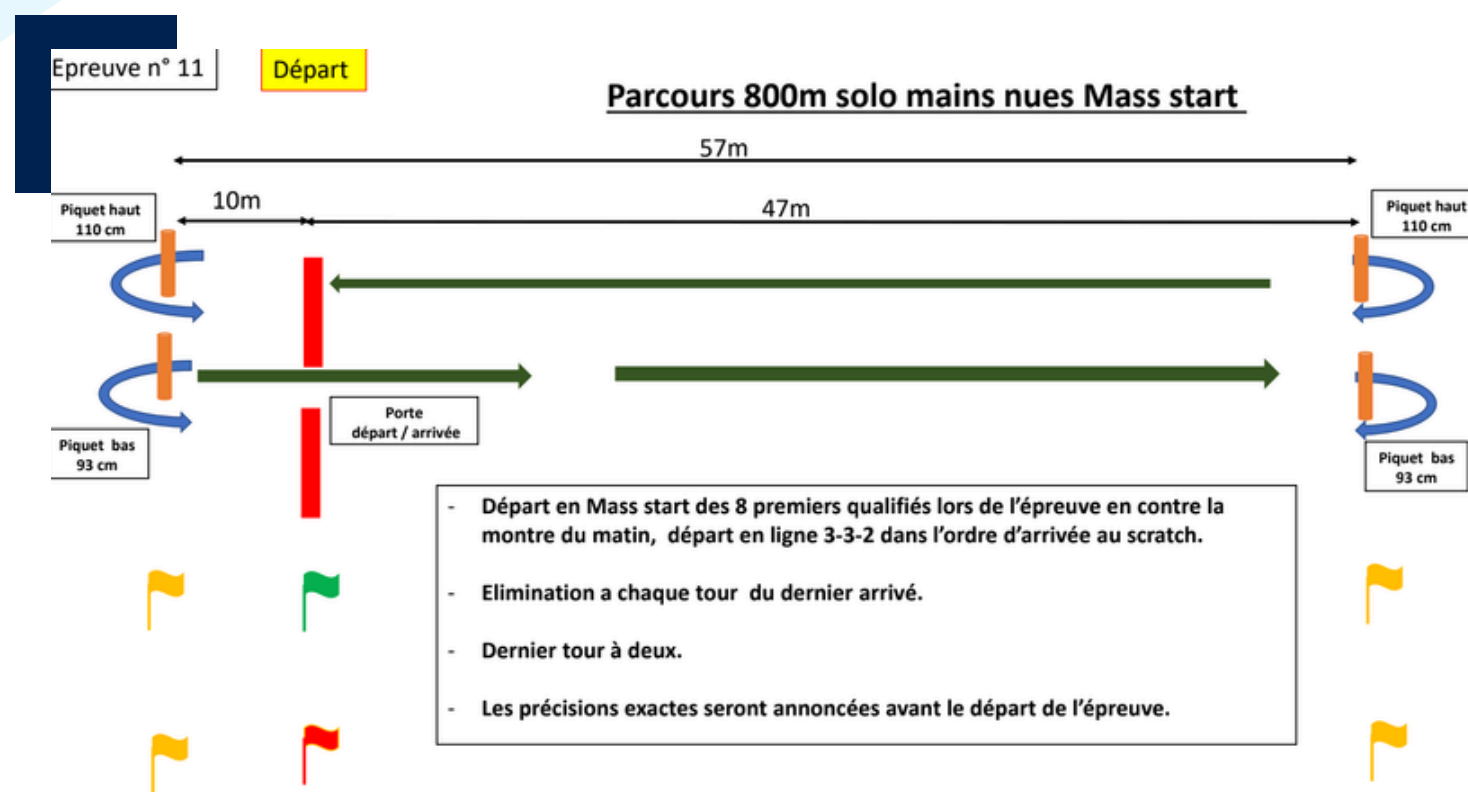 Epreuve n° 11
Départ
Parcours 800m solo mains nues Mass start
57m
10m
47m
Piquet haut
110 cm
Piquet haut
110 cm
Porte
départ / arrivée
Piquet bas
93 cm
Piquet bas
93 cm
- Départ en Mass start des 8 premiers qualifiés lors de l’épreuve en contre la
montre du matin, départ en ligne 3-3-2 dans l’ordre d’arrivée au scratch.
- Elimination a chaque tour du dernier arrivé.
- Dernier tour à deux.
- Les précisions exactes seront annoncées avant le départ de l’épreuve.